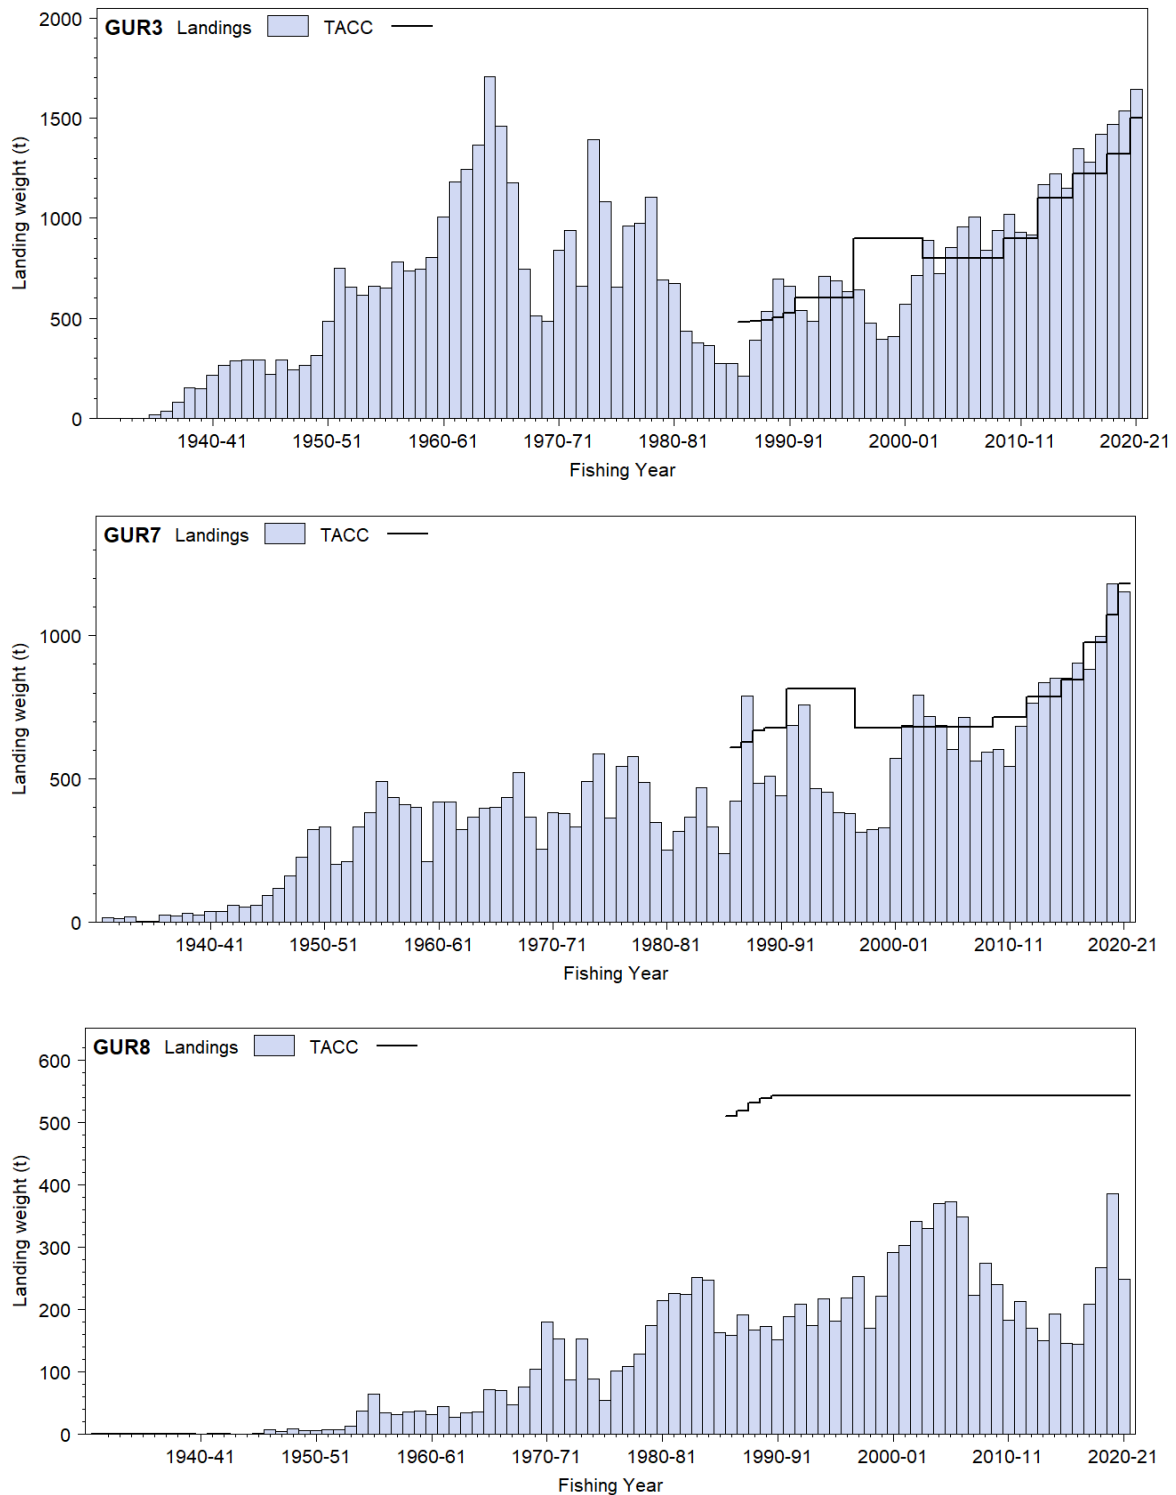 GUR3 Landings TACC
2000
1500
1000
500
0
Landing weight (t)
1940-41 1950-51 1960-61 1970-71 1980-81 1990-91 2000-01 2010-11 2020-21
Fishing Year
GUR7 Landings TACC
1000
500
0
Landing weight (t)
1940-41 1950-51 1960-61 1970-71 1980-81 1990-91 2000-01 2010-11 2020-21
Fishing Year
GUR8 Landings TACC
600
500
400
300
200
100
0
Landing weight (t)
1940-41 1950-51 1960-61 1970-71 1980-81 1990-91 2000-01 2010-11 2020-21
Fishing Year